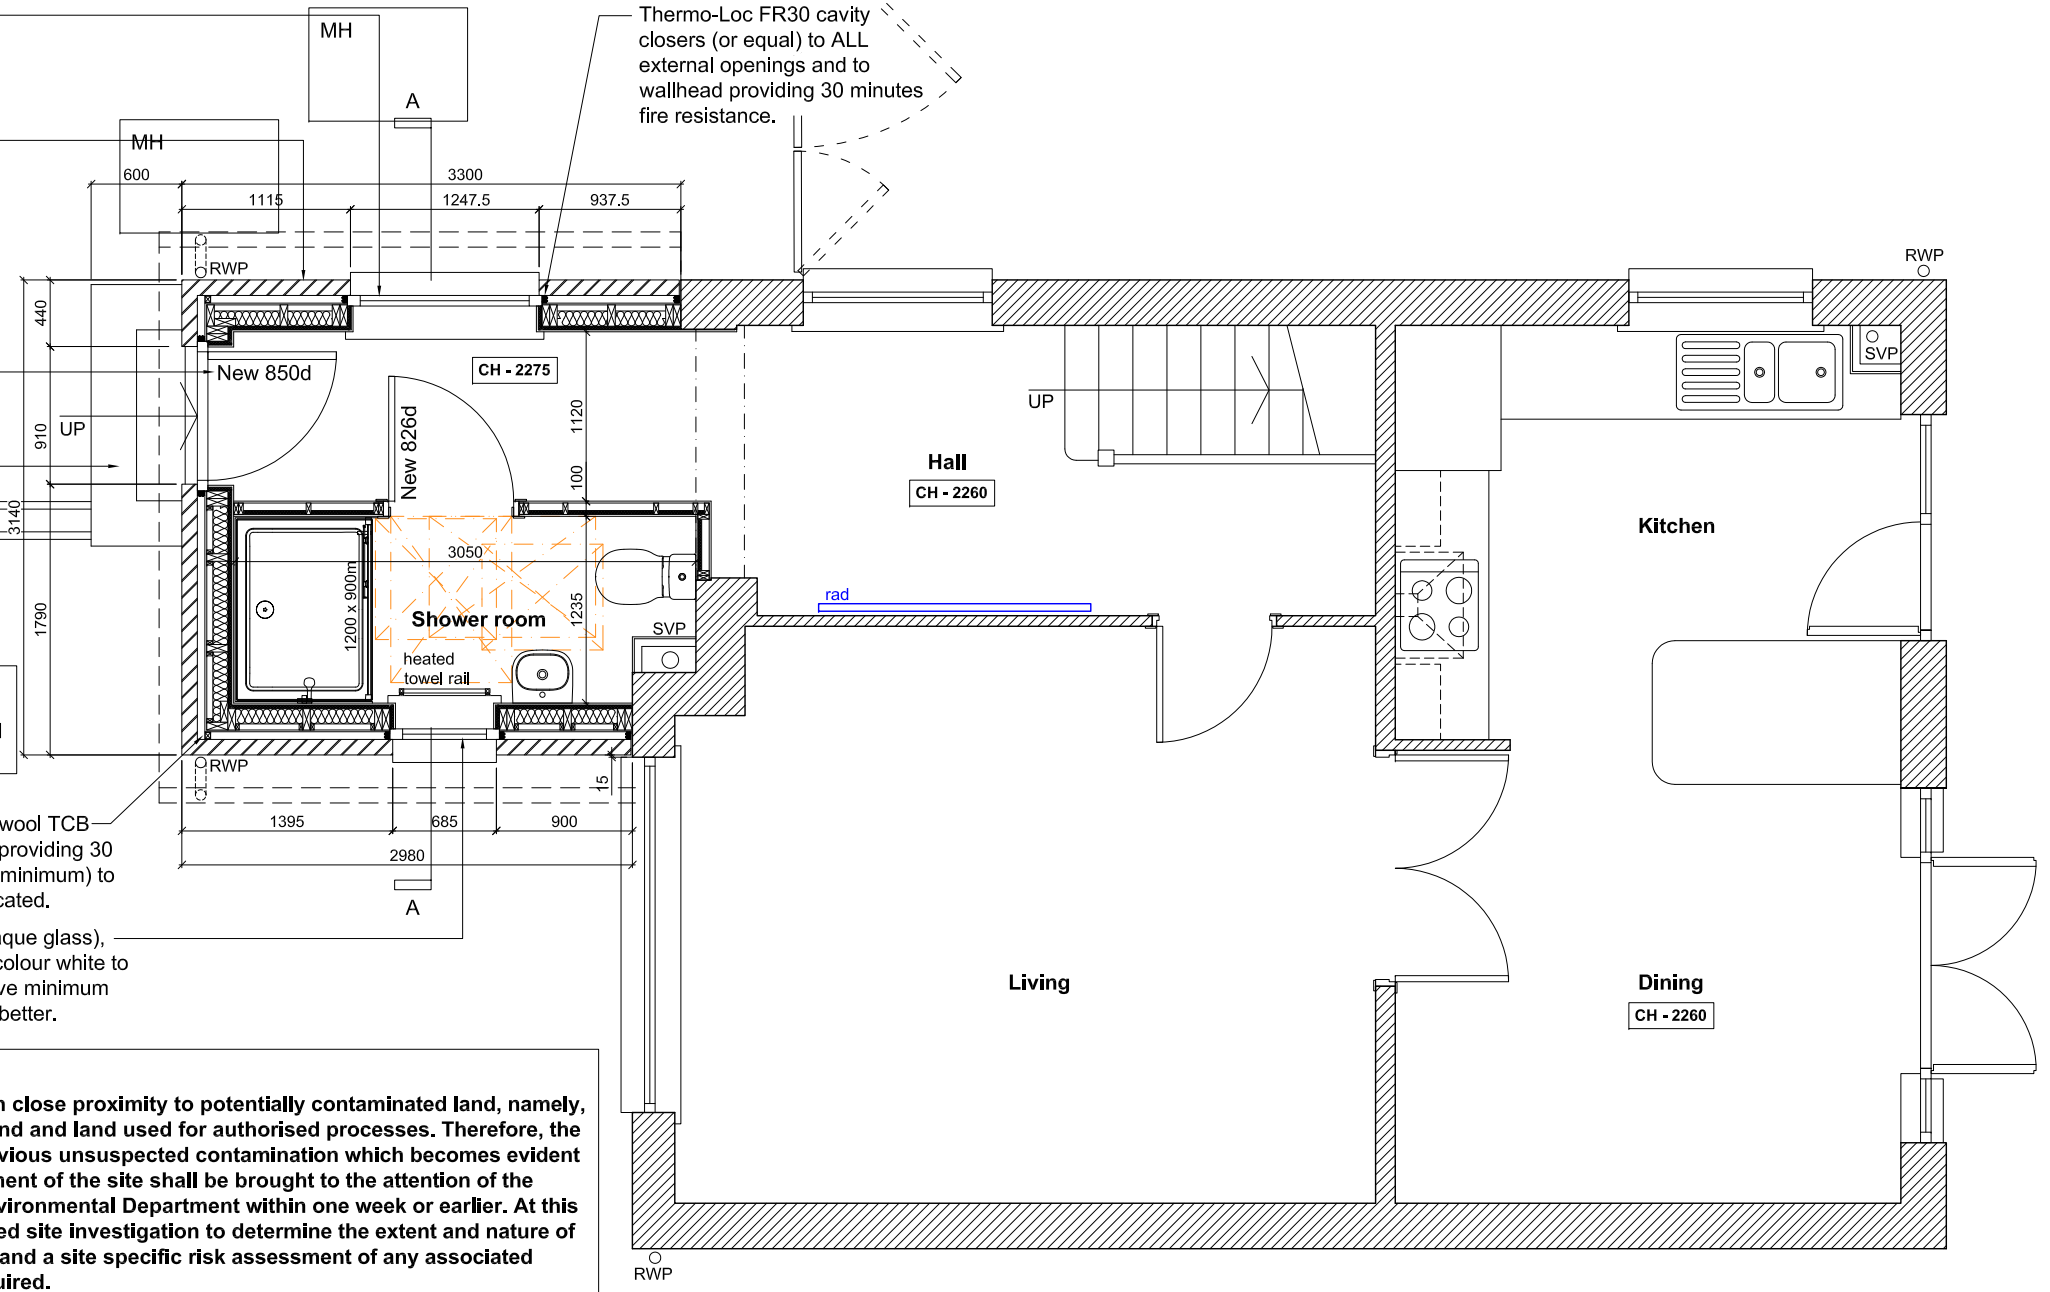 MH
A
Thermo-Loc FR30 cavity
closers (or equal) to ALL
external openings and to
wallhead providing 30 minutes
fire resistance.
MH
600
3300
1115
1247.5
937.5
RWP
RWP
440
910
3140
1790
UP
New 850d
New 826d
CH - 2275
1120
100
UP
Hall
CH - 2260
SVP
Kitchen
3050
1200 x 900m
Shower room
1235
heated
towel rail
SVP
rad
RWP
15
1395
685
900
2980
A
wool TCB
providing 30
minimum) to
cated.
que glass),
colour white to
ve minimum
better.
Living
Dining
CH - 2260
n close proximity to potentially contaminated land, namely,
nd and land used for authorised processes. Therefore, the
vious unsuspected contamination which becomes evident
ment of the site shall be brought to the attention of the
vironmental Department within one week or earlier. At this
ed site investigation to determine the extent and nature of
and a site specific risk assessment of any associated
uired.
RWP